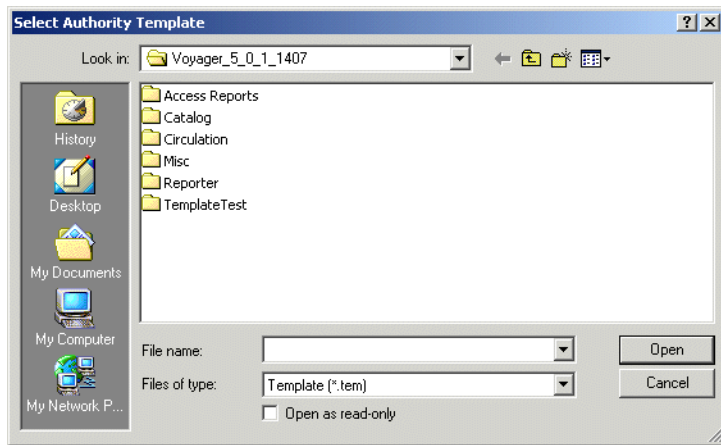 Select Authority Template
Look in: Voyager_5_0_1_1407
History
Desktop
My Documents
My Computer
My Network P...
Access Reports
Catalog
Circulation
Misc
Reporter
TemplateTest
File name:
Open
Files of type: Template (*.tem)
Cancel
Open as read-only